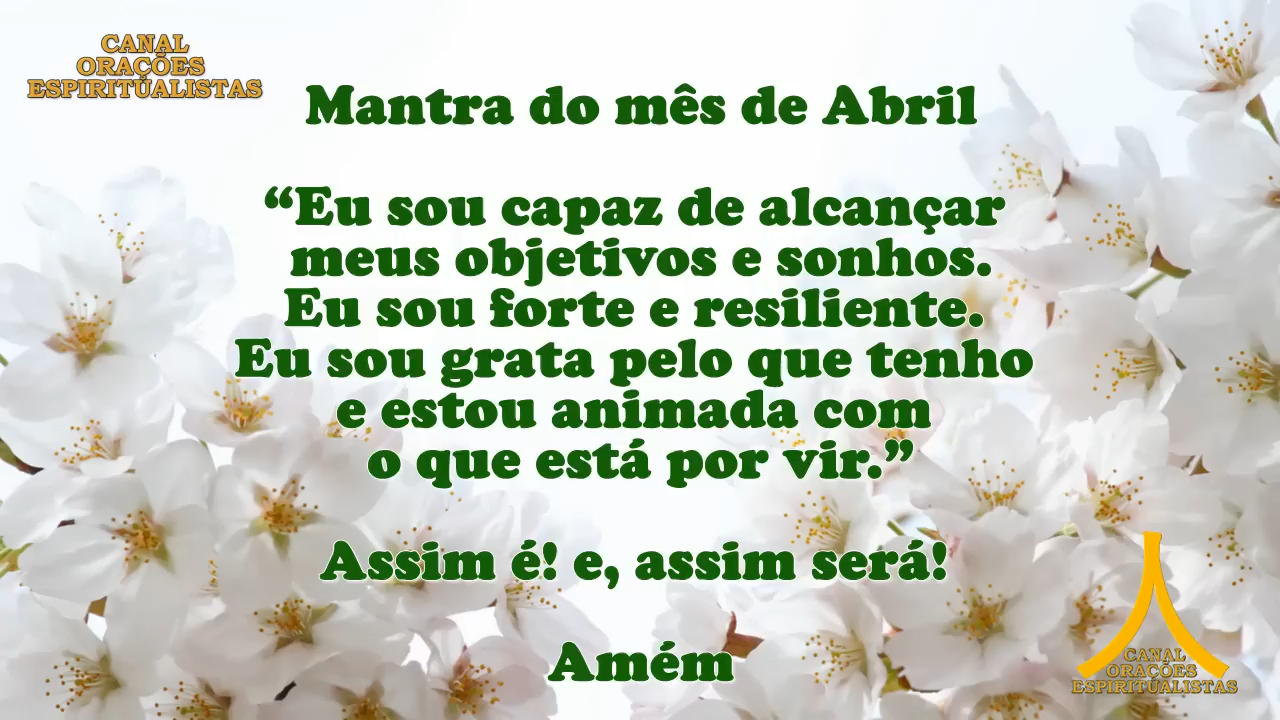 CANAL
ORAÇÕES
ESPIRITUALISTAS
Mantra do mês de Abril
“Eu sou capaz de alcançar
meus objetivos e sonhos.
Eu sou forte e resiliente.
Eu sou grata pelo que tenho
e estou animada com
o que está por vir.”
Assim é! e, assim será!
Amém
CANAL
ORAÇÕES
ESPIRITUALISTAS